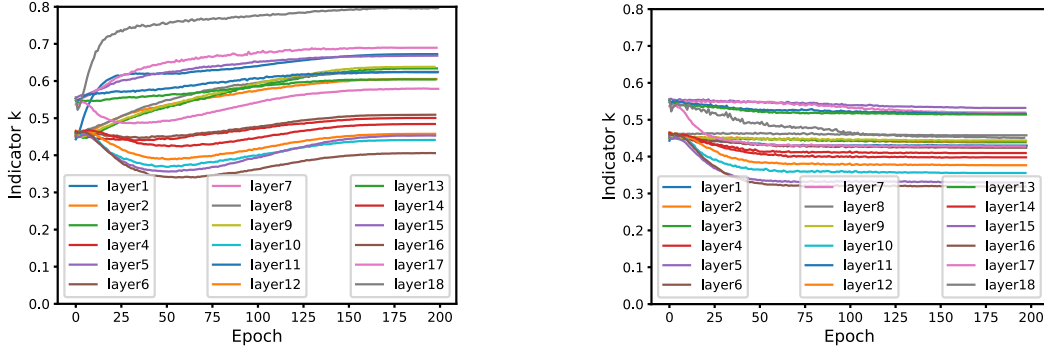 Indicator k
0.8
0.7
0.6
0.5
0.4
0.3
0.2
0.1
0.0
layer1 layer7 layer13
layer2 layer8 layer14
layer3 layer9 layer15
layer4 layer10 layer16
layer5 layer11 layer17
layer6 layer12 layer18
0 25 50 75 100 125 150 175 200
Epoch
Indicator k
0.8
0.7
0.6
0.5
0.4
0.3
0.2
0.1
0.0
layer1 layer7 layer13
layer2 layer8 layer14
layer3 layer9 layer15
layer4 layer10 layer16
layer5 layer11 layer17
layer6 layer12 layer18
0 25 50 75 100 125 150 175 200
Epoch